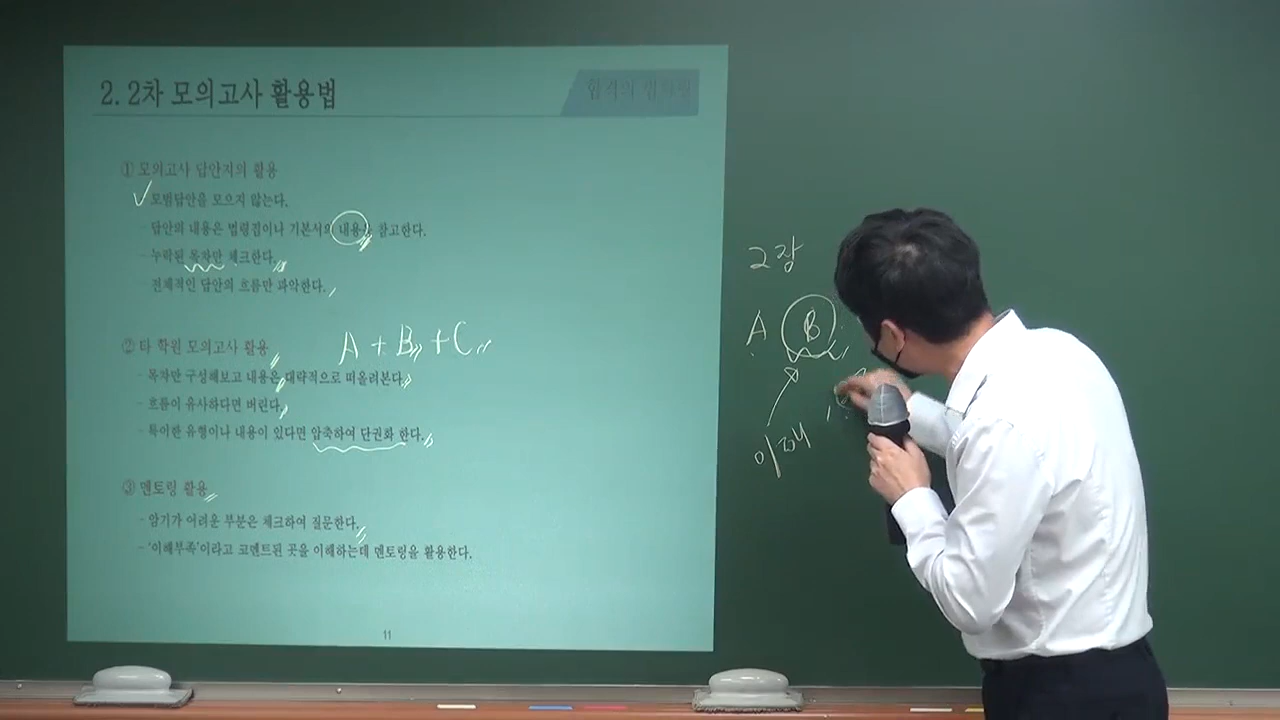 2. 2차 모의고사 활용법
합격의 법학원
① 모의고사 답안지의 활용
모범답안을 모으지 않는다.
- 답안의 내용은 법령집이나 기본서의 내용을 참고한다.
- 누락된 목차만 체크한다.
- 전체적인 답안의 흐름만 파악한다.
② 타 학원 모의고사 활용
A + B + C
- 목차만 구성해보고 내용은 대략적으로 떠올려본다.
- 흐름이 유사하다면 버린다.
- 특이한 유형이나 내용이 있다면 압축하여 단권화 한다.
③ 멘토링 활용
- 암기가 어려운 부분은 체크하여 질문한다.
- '이해부족'이라고 코멘트된 곳을 이해하는데 멘토링을 활용한다.
11
2장
A B
이해